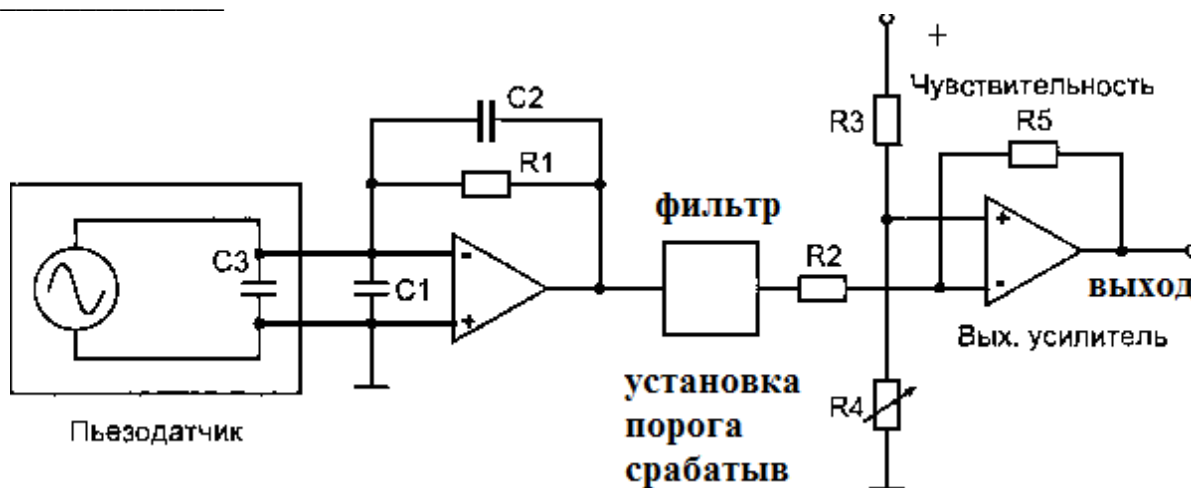 +
Чувствительность
C2
R3
R5
R1
фильтр
+
C3
-
R2
C1
-
выход
+
Вых. усилитель
установка
порога
срабатыв
R4
Пьезодатчик